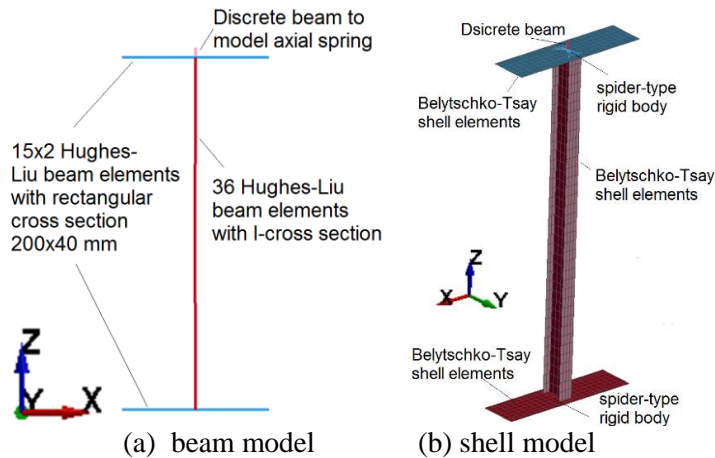 Discrete beam to
model axial spring
15x2 Hughes-
Liu beam elements
with rectangular
cross section
200x40 mm
36 Hughes-Liu
beam elements
with I-cross section
Z
Y
X
(a) beam model
Dsicrete beam
spider-type
rigid body
Belytschko-Tsay
shell elements
Belytschko-Tsay
shell elements
Z
X
Y
Belytschko-Tsay
shell elements
spider-type
rigid body
(b) shell model